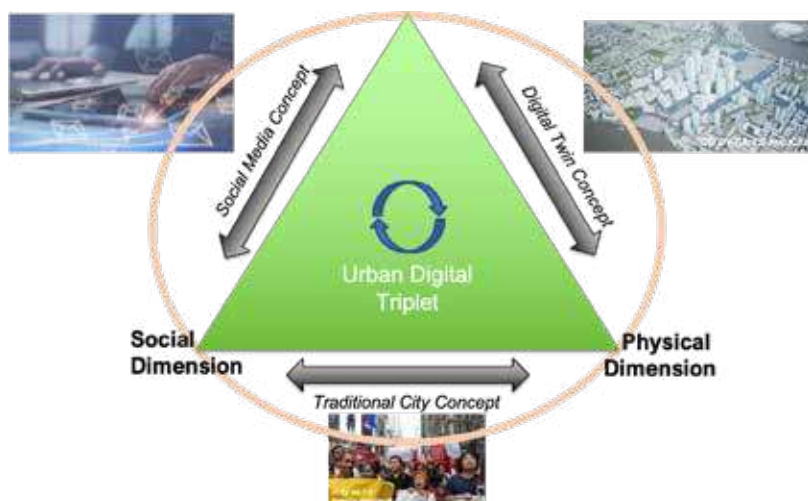 Social Media Concept
Digital Twin Concept
Urban Digital
Triplet
Social
Dimension
Physical
Dimension
Traditional City Concept